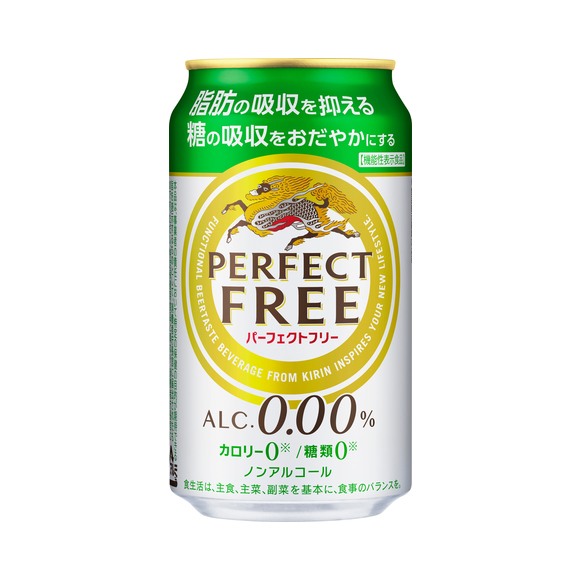 脂肪の吸収を抑える
糖の吸収をおだやかにする
【機能性表示食品】
FUNCTIONAL BEERTASTE BEVERAGE FROM KIRIN INSPIRES YOUR NEW LIFESTYLE.
PERFECT
FREE
パーフェクトフリー
ALC.0.00%
カロリー0※/糖類0※
ノンアルコール
食生活は、主食、主菜、副菜を基本に、食事のバランスを。